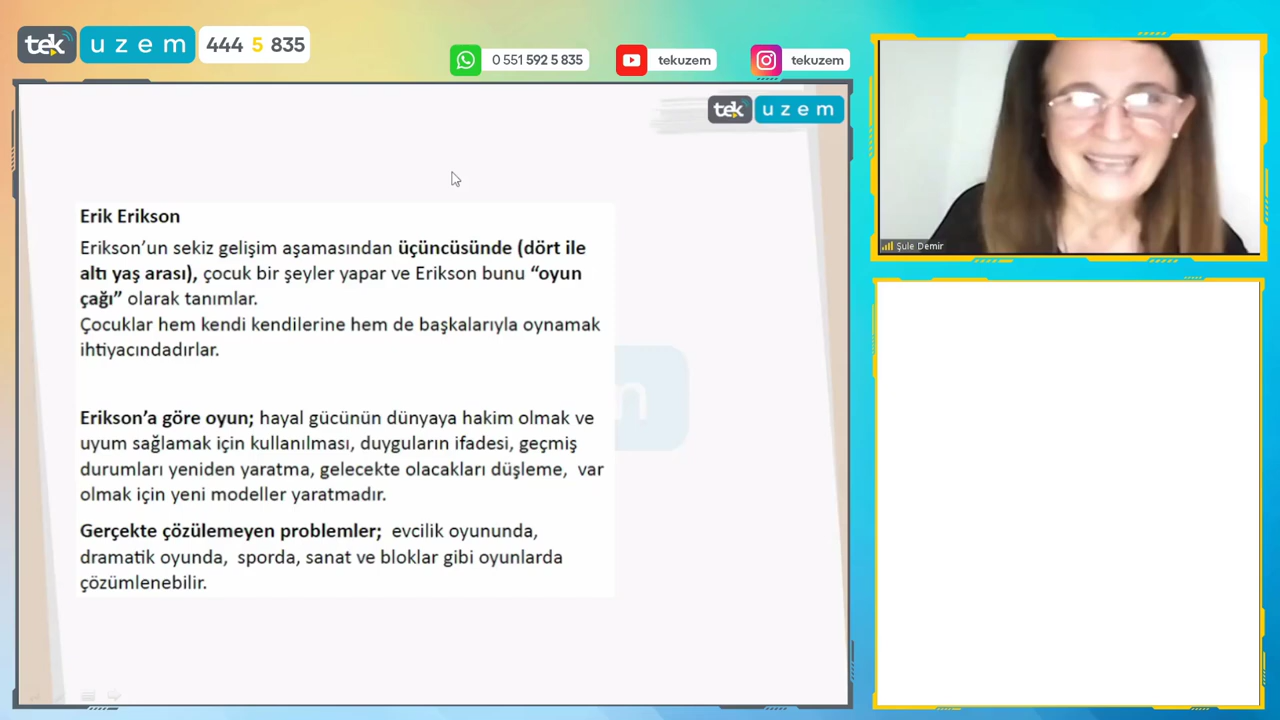 tek uzem 444 5 835
0 551 592 5 835
tekuzem
tekuzem
tek uzem
Erik Erikson
Erikson’un sekiz gelişim aşamasından üçüncüsünde (dört ile
altı yaş arası), çocuk bir şeyler yapar ve Erikson bunu “oyun
çağı” olarak tanımlar.
Çocuklar hem kendi kendilerine hem de başkalarıyla oynamak
ihtiyacındadırlar.
Erikson’a göre oyun; hayal gücünün dünyaya hakim olmak ve
uyum sağlamak için kullanılması, duyguların ifadesi, geçmiş
durumları yeniden yaratma, gelecekte olacakları düşleme, var
olmak için yeni modeller yaratmadır.
Gerçekte çözülemeyen problemler; evcilik oyununda,
dramatik oyunda, sporda, sanat ve bloklar gibi oyunlarda
çözümlenebilir.
m
Şule Demir